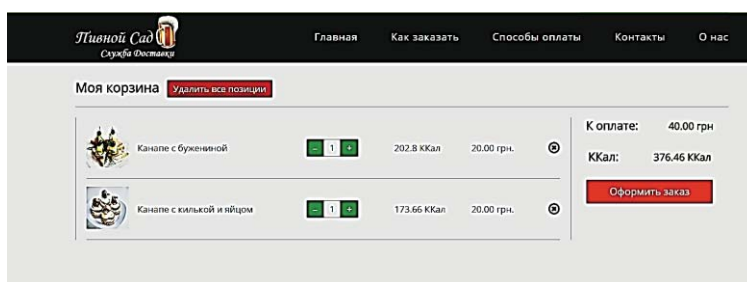 Пивной Сад
Служба Доставки
Главная Как заказать Способы оплаты Контакты О нас
Моя корзина Удалить все позиции
Канапе с бужениной - 1 + 202.8 ККал 20.00 грн.
Канапе с килькой и яйцом - 1 + 173.66 ККал 20.00 грн.
К оплате: 40.00 грн
ККал: 376.46 ККал
Оформить заказ